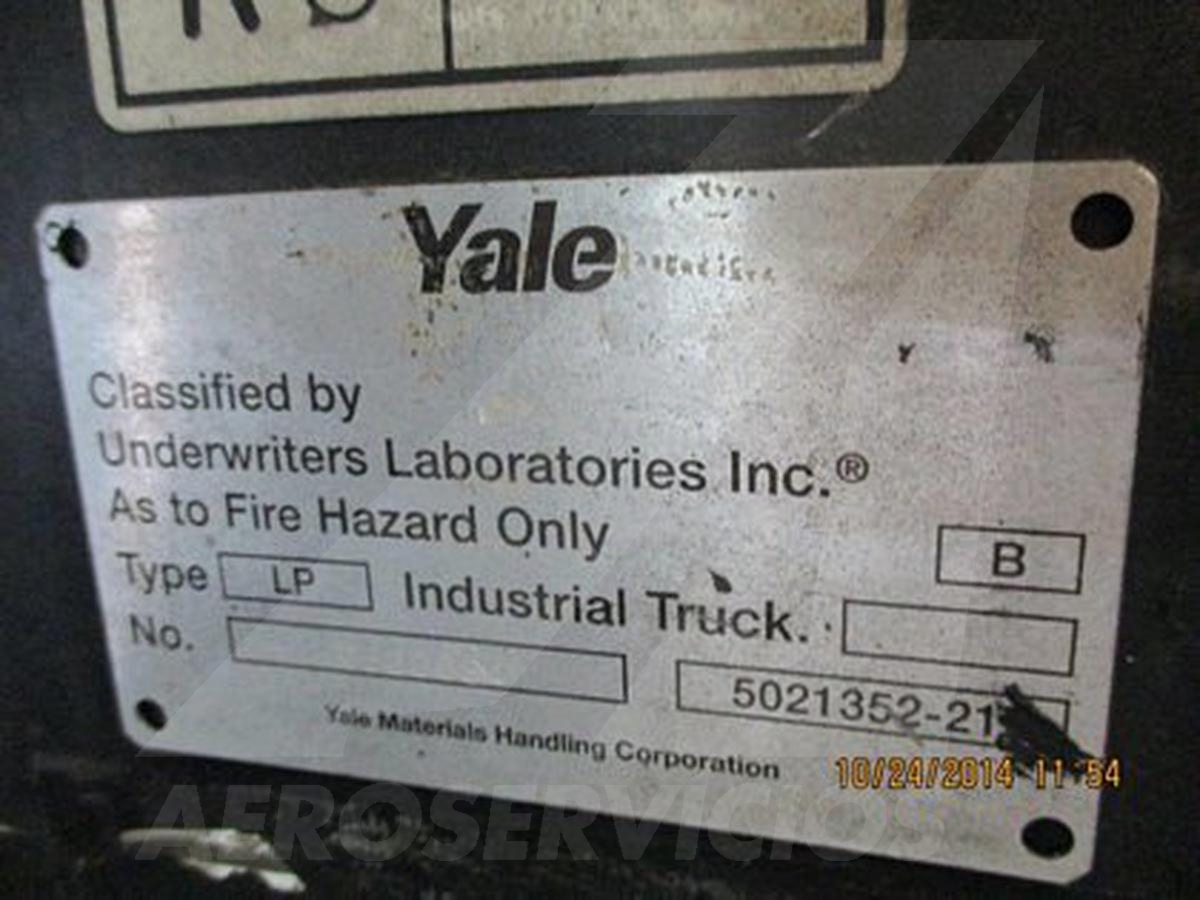 Yale
Classified by
Underwriters Laboratories Inc.®
As to Fire Hazard Only
B
Type LP Industrial Truck.
No.
5021352-21
Yale Materials Handling Corporation
10/24/2014 11:54
AEROSERVICIOS